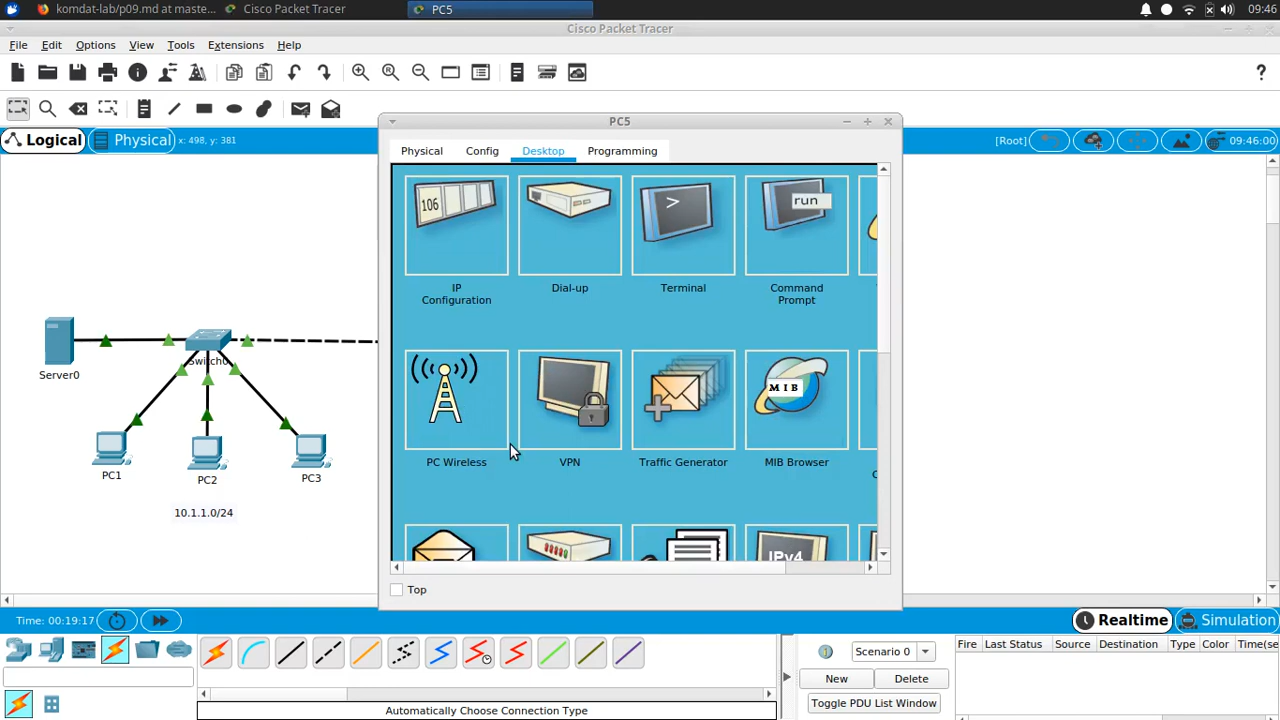 komdat-lab/p09.md at maste...
Cisco Packet Tracer
PC5
09:46
Cisco Packet Tracer
File Edit Options View Tools Extensions Help
Logical
Physical
x: 498, y: 381
[Root]
09:46:00
PC5
Physical Config Desktop Programming
106
>
run
IP
Configuration
Dial-up
Terminal
Command
Prompt
MIB
PC Wireless
VPN
Traffic Generator
MIB Browser
IPv4
Top
Server0
Switch0
PC1
PC2
PC3
10.1.1.0/24
Time: 00:19:17
Realtime
Simulation
Scenario 0
New
Delete
Toggle PDU List Window
Fire Last Status Source Destination Type Color Time(se
Automatically Choose Connection Type